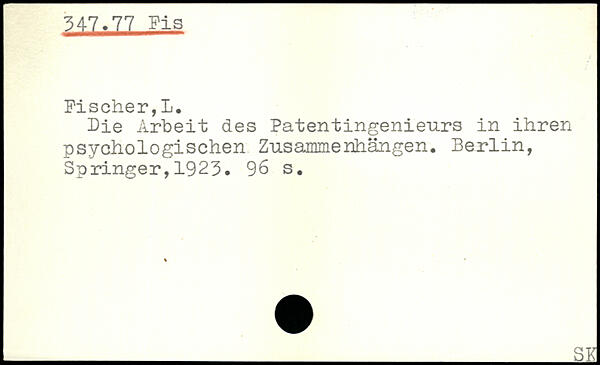 347.77 Fis
Fischer,L.
Die Arbeit des Patentingenieurs in ihren
psychologischen Zusammenhängen. Berlin,
Springer,1923. 96 s.
SK